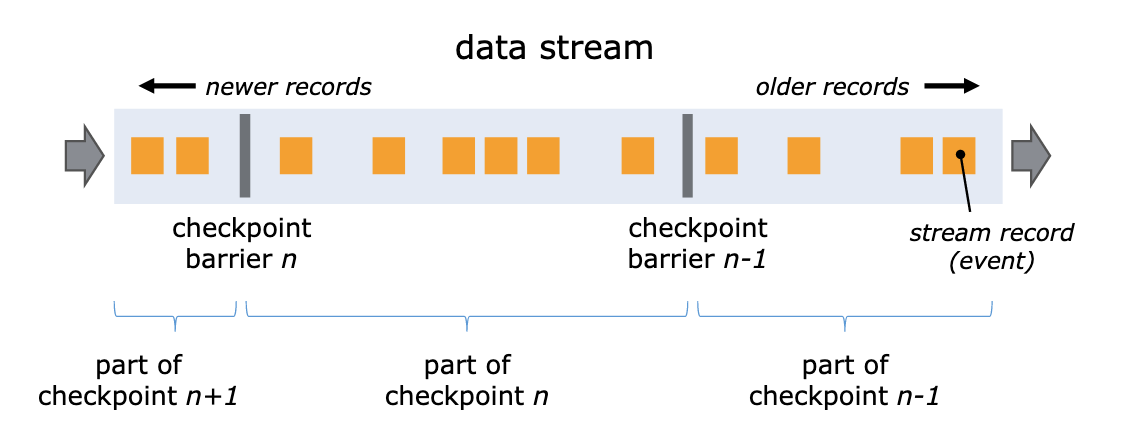 data stream
newer records
older records
checkpoint
barrier n
checkpoint
barrier n-1
stream record
(event)
part of
checkpoint n+1
part of
checkpoint n
part of
checkpoint n-1